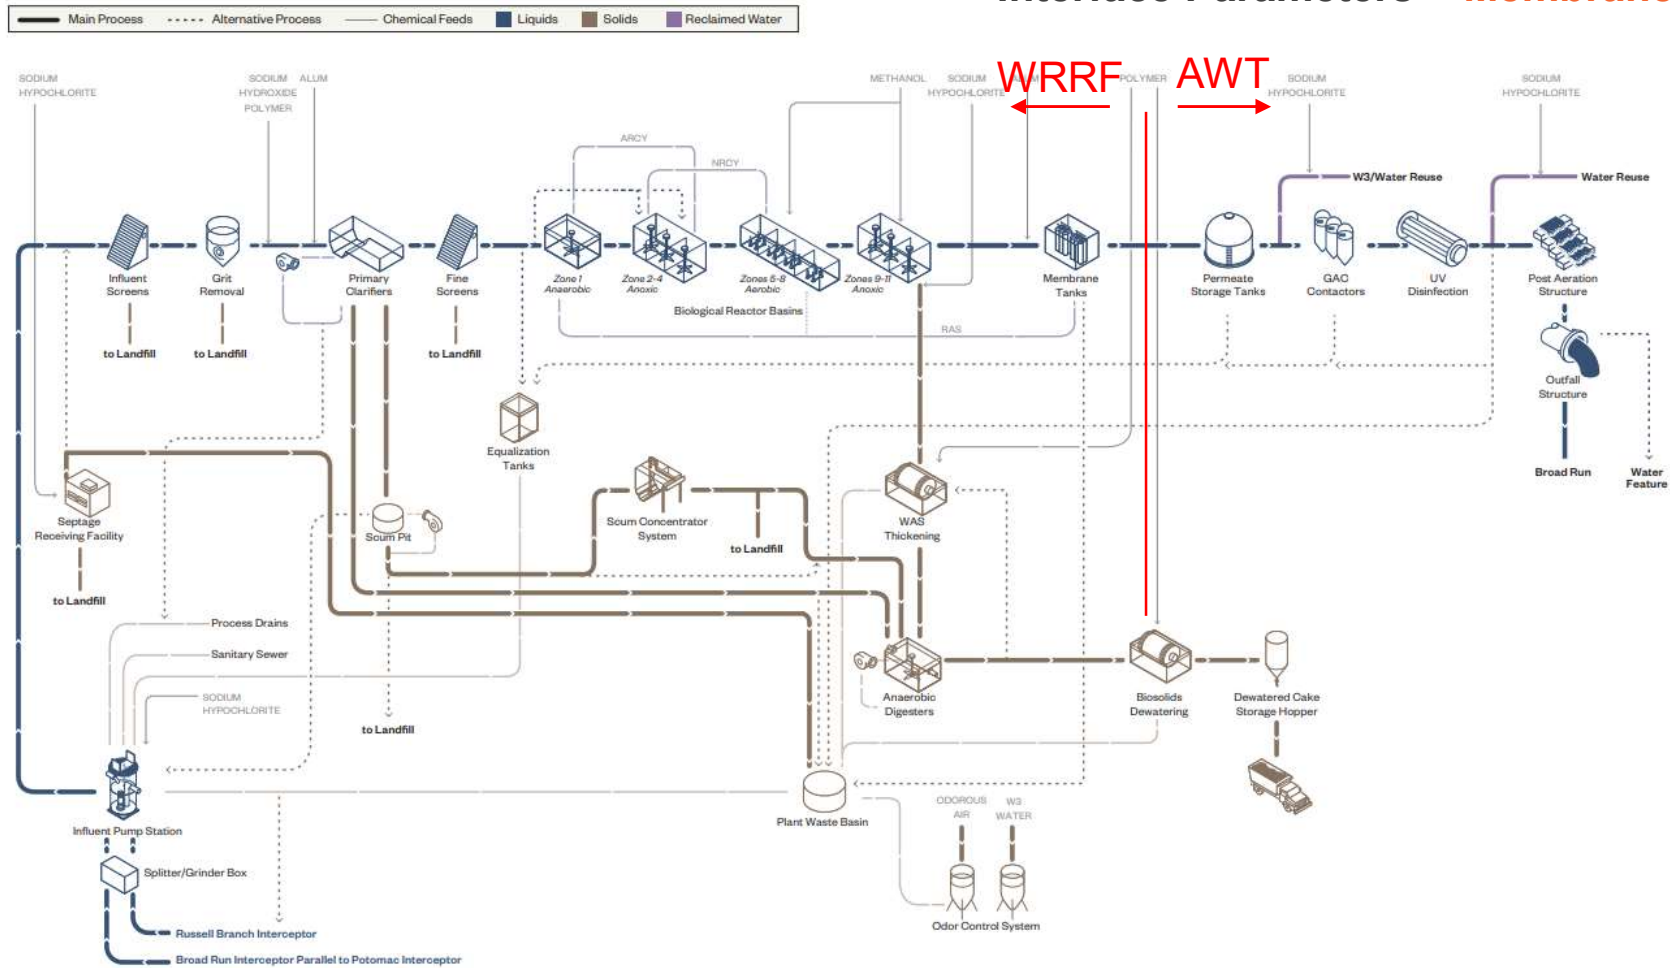 Interface Parameters
Membrane
Main Process
Alternative Process
Chemical Feeds
Liquids
Solids
Reclaimed Water
WRRF
AWT
SODIUM
HYPOCHLORITE
SODIUM
HYDROXIDE
POLYMER
ALUM
METHANOL
SODIUM
HYPOCHLORITE
POLYMER
SODIUM
HYPOCHLORITE
SODIUM
HYPOCHLORITE
ARCY
NRCY
W3/Water Reuse
Water Reuse
Influent
Screens
Grit
Removal
Primary
Clarifiers
Fine
Screens
Zone 1
Anaerobic
Zone 2-4
Anoxic
Zones 5-8
Aerobic
Zones 9-11
Anoxic
Biological Reactor Basins
Membrane
Tanks
Permeate
Storage Tanks
GAC
Contactors
UV
Disinfection
Post Aeration
Structure
RAS
to Landfill
to Landfill
to Landfill
Outfall
Structure
Equalization
Tanks
Broad Run
Water
Feature
Septage
Receiving Facility
Scum Pit
Scum Concentrator
System
to Landfill
WAS
Thickening
to Landfill
Process Drains
Sanitary Sewer
SODIUM
HYPOCHLORITE
to Landfill
Anaerobic
Digesters
Biosolids
Dewatering
Dewatered Cake
Storage Hopper
Influent Pump Station
Plant Waste Basin
ODOROUS
AIR
W3
WATER
Splitter/Grinder Box
Odor Control System
Russell Branch Interceptor
Broad Run Interceptor Parallel to Potomac Interceptor